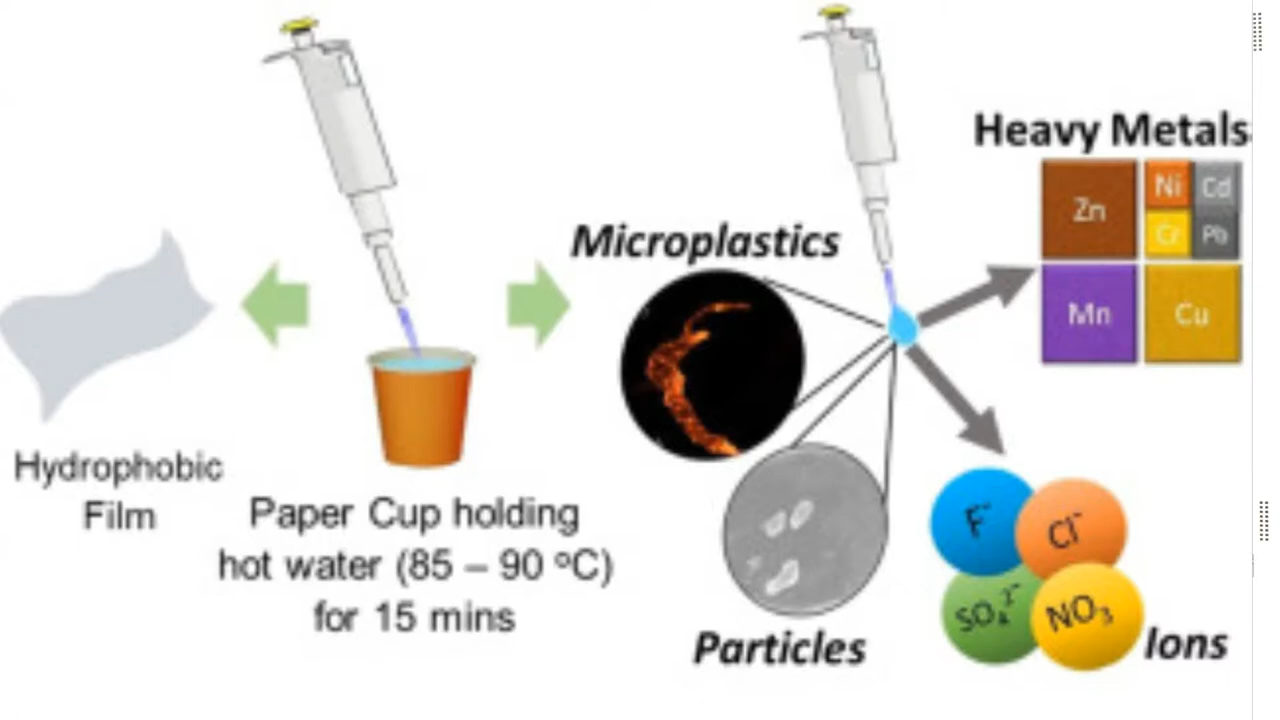 Hydrophobic
Film
Paper Cup holding
hot water (85 – 90 ºC)
for 15 mins
Microplastics
Particles
Heavy Metals
Zn
Ni
Cd
Cr
Pb
Mn
Cu
F⁻
Cl⁻
SO₄²⁻
NO₃
Ions